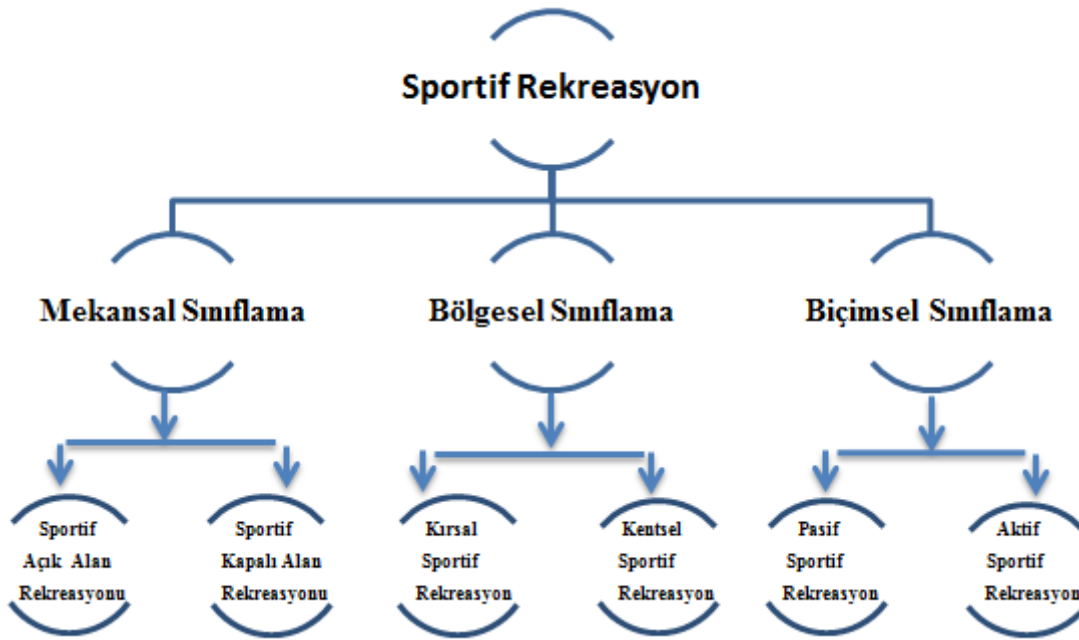 Sportif Rekreasyon
Mekansal Sınıflama
Bölgesel Sınıflama
Biçimsel Sınıflama
Sportif
Açık Alan
Rekreasyonu
Sportif
Kapalı Alan
Rekreasyonu
Kırsal
Sportif
Rekreasyon
Kentsel
Sportif
Rekreasyon
Pasif
Sportif
Rekreasyon
Aktif
Sportif
Rekreasyon